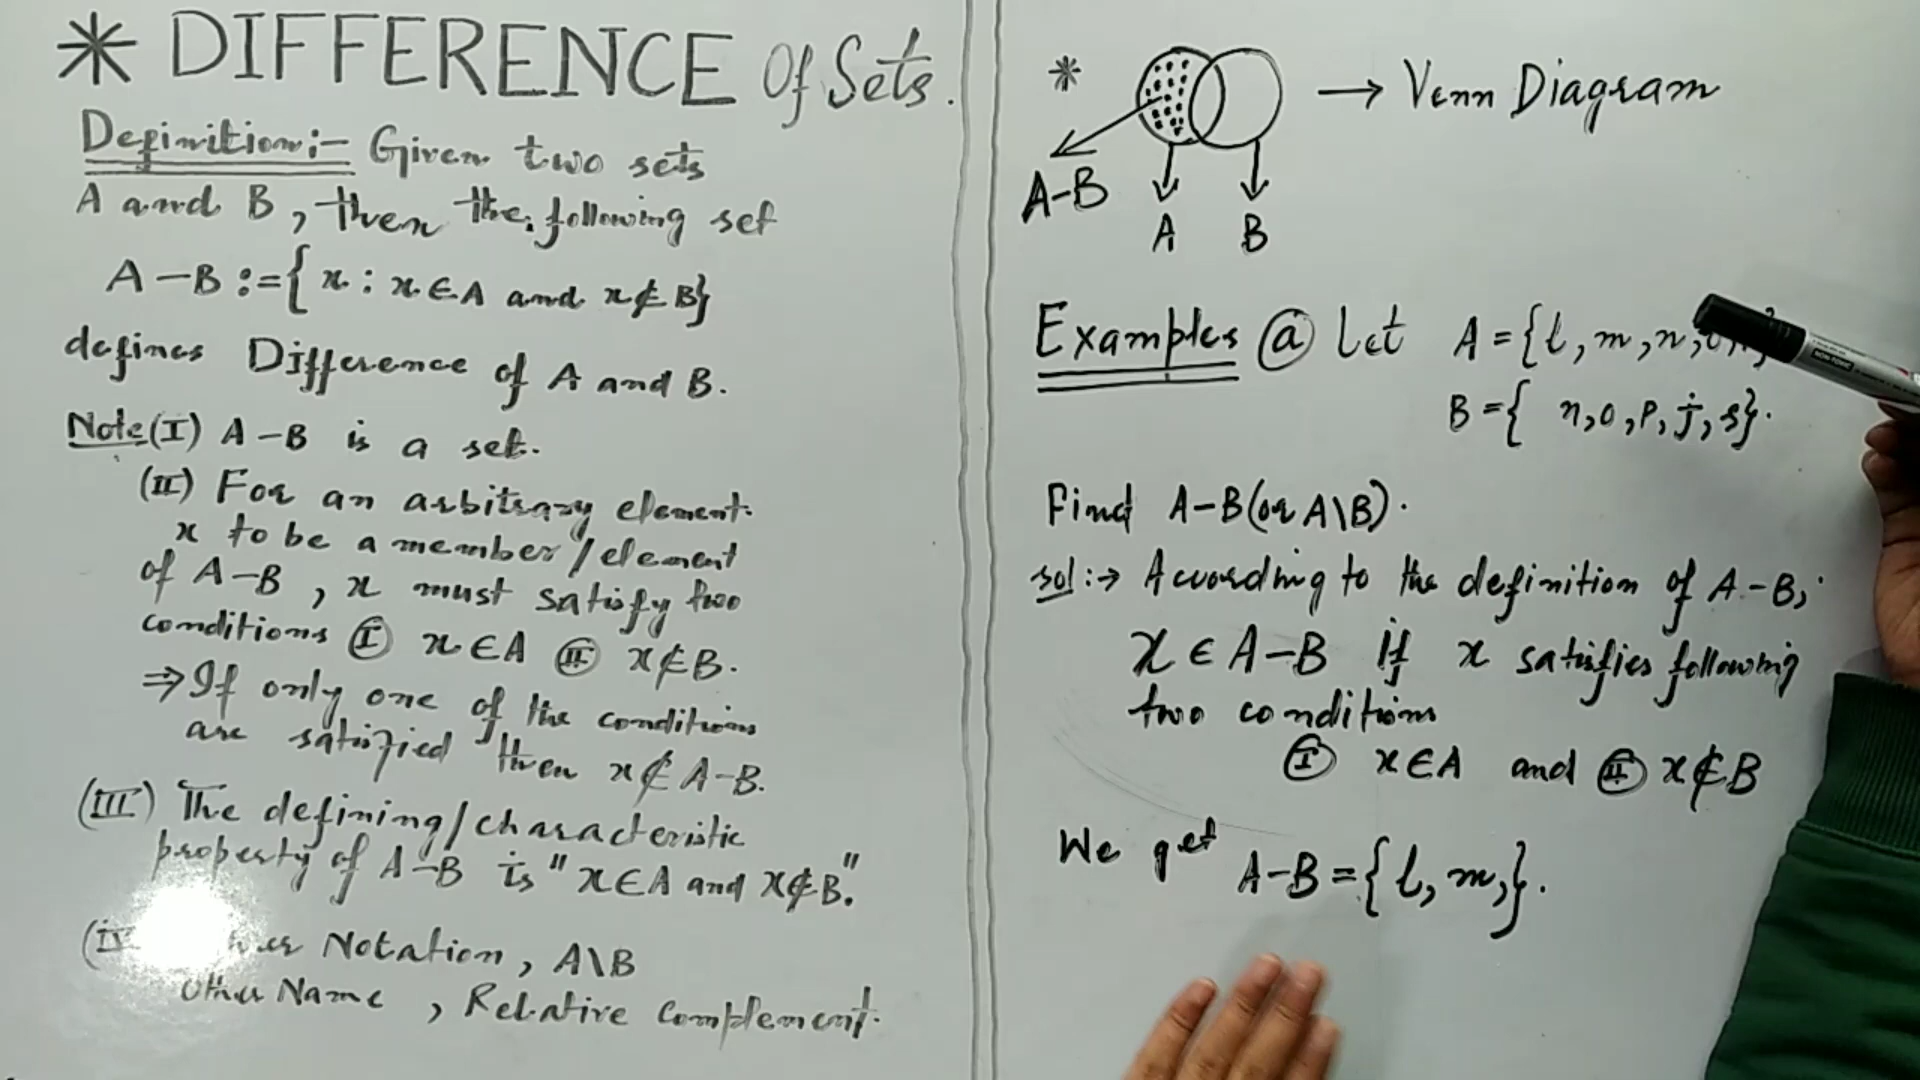 * DIFFERENCE Of Sets.
Definition:- Given two sets
A and B, then the following set
A-B := { x : x ∈ A and x ∉ B}
defines Difference of A and B.
Note (I) A-B is a set.
(II) For an arbitrary element
x to be a member/element
of A-B, x must satisfy two
conditions Ⓘ x ∈ A Ⅱ x ∉ B.
⇒ If only one of the conditions
are satisfied then x ∉ A-B.
(III) The defining/characteristic
property of A-B is "x ∈ A and x ∉ B."
(IV Notation, A\B
Other Name, Relative Complement.
* → Venn Diagram
A-B
A B
Examples ⓐ Let A = {l, m, n,
B = { n, o, p, j, s}.
Find A-B (or A\B).
sol :→ According to the definition of A-B,
x ∈ A-B if x satisfies following
two conditions
Ⓘ x ∈ A and Ⅱ x ∉ B
We get A-B = {l, m,}.